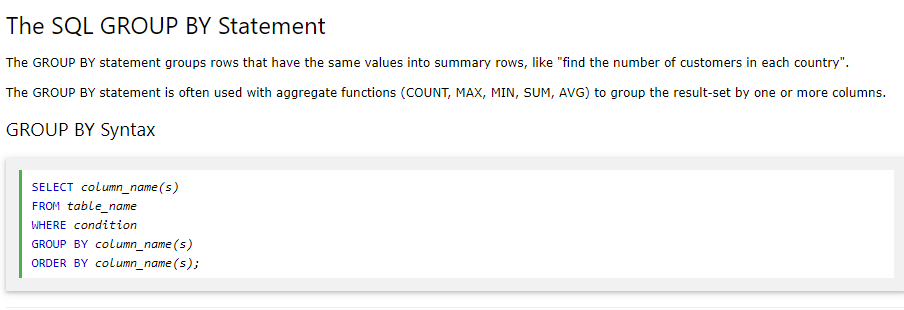 The SQL GROUP BY Statement
The GROUP BY statement groups rows that have the same values into summary rows, like "find the number of customers in each country".
The GROUP BY statement is often used with aggregate functions (COUNT, MAX, MIN, SUM, AVG) to group the result-set by one or more columns.
GROUP BY Syntax
SELECT column_name(s)
FROM table_name
WHERE condition
GROUP BY column_name(s)
ORDER BY column_name(s);